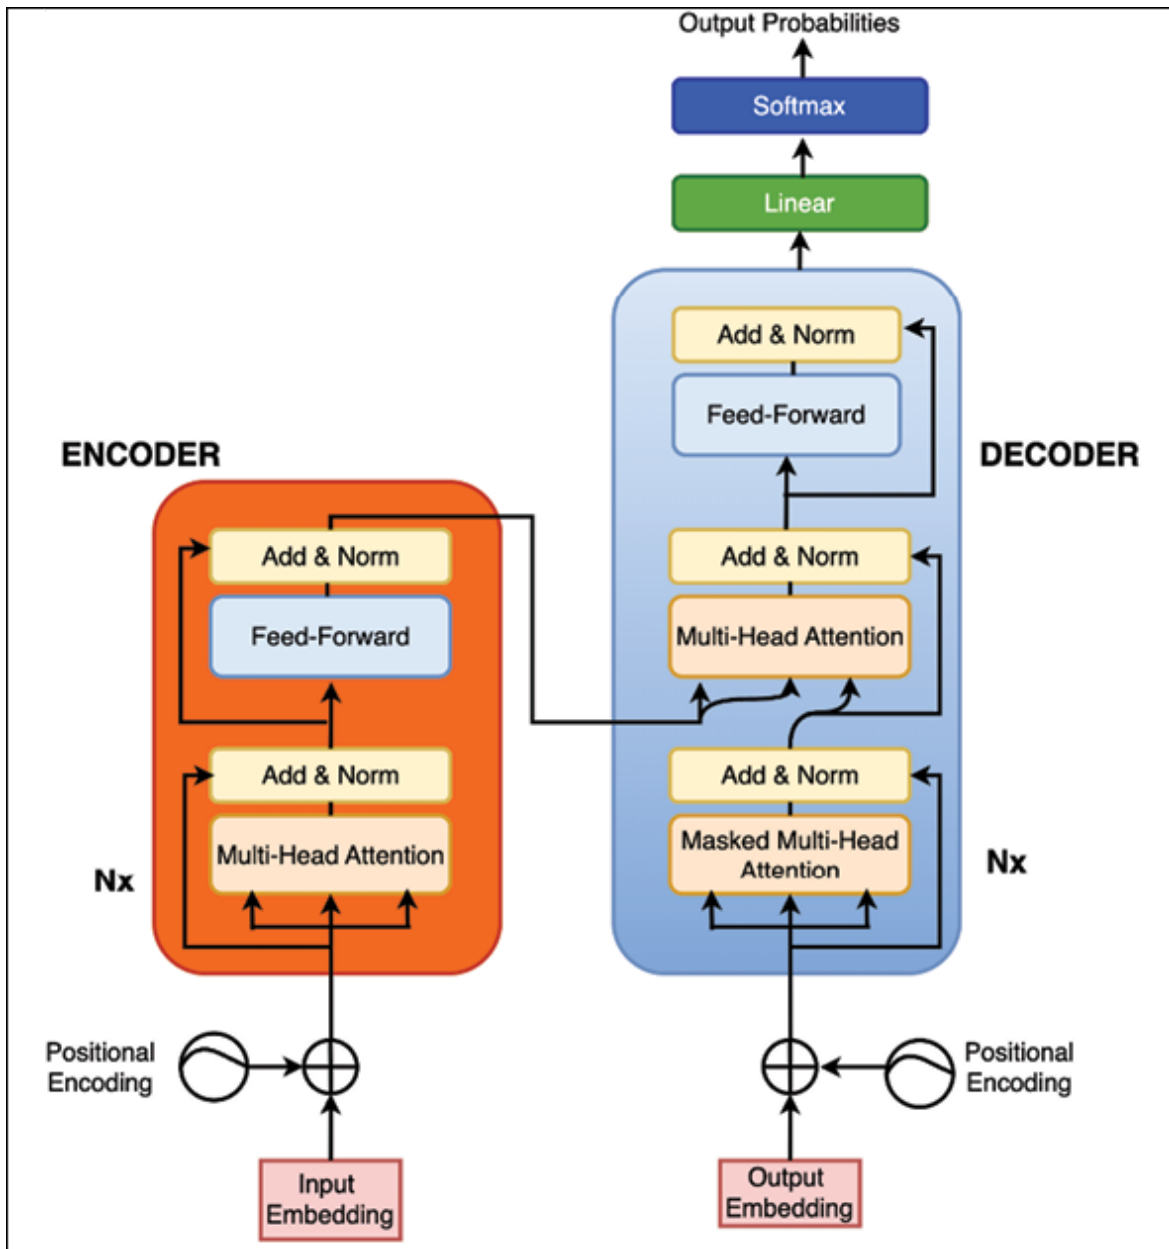 Output Probabilities
Softmax
Linear
Add & Norm
Feed-Forward
ENCODER
DECODER
Add & Norm
Add & Norm
Feed-Forward
Multi-Head Attention
Add & Norm
Add & Norm
Multi-Head Attention
Masked Multi-Head
Attention
Nx
Nx
Positional
Encoding
Positional
Encoding
Input
Embedding
Output
Embedding